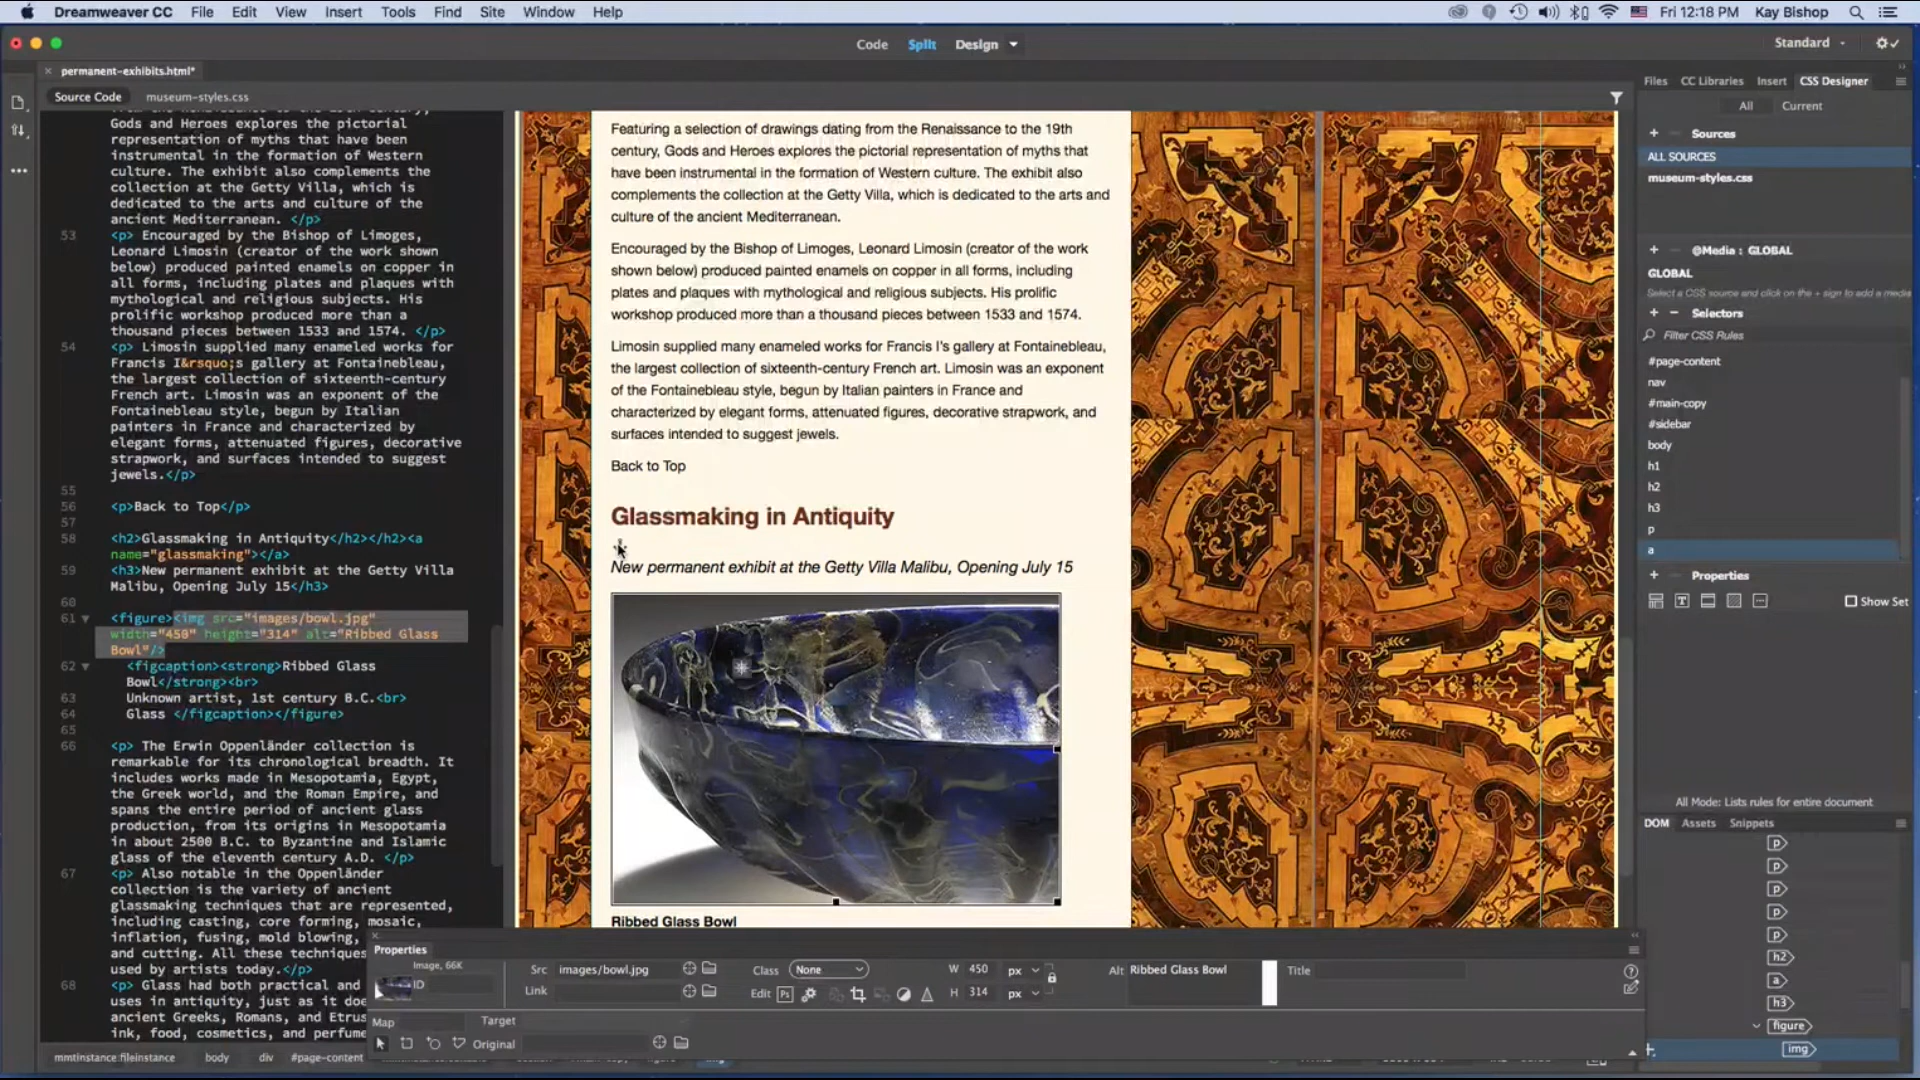 Dreamweaver CC File Edit View Insert Commands Tools Find Site Window Help
Fri 12:18 PM Kay Bishop
Code Split Design
Standard
permanent-exhibits.html*
Source Code museum-styles.css
Gods and Heroes explores the pictorial
representation of myths that have been
instrumental in the formation of Western
culture. The exhibit also complements the
collection at the Getty Villa, which is
dedicated to the arts and culture of the
ancient Mediterranean. </p>
53 <p> Encouraged by the Bishop of Limoges,
Leonard Limosin (creator of the work shown
below) produced painted enamels on copper in
all forms, including plates and plaques with
mythological and religious subjects. His
prolific workshop produced more than a
thousand pieces between 1533 and 1574. </p>
54 <p> Limosin supplied many enameled works for
Francis I&rsquo;s gallery at Fontainebleau,
the largest collection of sixteenth-century
French art. Limosin was an exponent of the
Fontainebleau style, begun by Italian
painters in France and characterized by
elegant forms, attenuated figures, decorative
strapwork, and surfaces intended to suggest
jewels.</p>
55
56 <p>Back to Top</p>
57
58 <h2>Glassmaking in Antiquity</h2></h2><a
name="glassmaking"></a>
59 <h3>New permanent exhibit at the Getty Villa
Malibu, Opening July 15</h3>
60
61 <figure><img src="images/bowl.jpg"
width="450" height="314" alt="Ribbed Glass
Bowl"/>
62 <figcaption><strong>Ribbed Glass
Bowl</strong><br>
63 Unknown artist, 1st century B.C.<br>
64 Glass </figcaption></figure>
65
66 <p> The Erwin Oppenländer collection is
remarkable for its chronological breadth. It
includes works made in Mesopotamia, Egypt,
the Greek world, and the Roman Empire, and
spans the entire period of ancient glass
production, from its origins in Mesopotamia
in about 2500 B.C. to Byzantine and Islamic
glass of the eleventh century A.D. </p>
67 <p> Also notable in the Oppenländer
collection is the variety of ancient
glassmaking techniques that are represented,
including casting, core forming, mosaic,
inflation, fusing, mold blowing,
and cutting. All these techniques
used by artists today.</p>
68 <p> Glass had both practical and
uses in antiquity, just as it doe
ancient Greeks, Romans, and Etrus
ink, food, cosmetics, and perfume
Featuring a selection of drawings dating from the Renaissance to the 19th
century, Gods and Heroes explores the pictorial representation of myths that
have been instrumental in the formation of Western culture. The exhibit also
complements the collection at the Getty Villa, which is dedicated to the arts and
culture of the ancient Mediterranean.
Encouraged by the Bishop of Limoges, Leonard Limosin (creator of the work
shown below) produced painted enamels on copper in all forms, including
plates and plaques with mythological and religious subjects. His prolific
workshop produced more than a thousand pieces between 1533 and 1574.
Limosin supplied many enameled works for Francis I's gallery at Fontainebleau,
the largest collection of sixteenth-century French art. Limosin was an exponent
of the Fontainebleau style, begun by Italian painters in France and
characterized by elegant forms, attenuated figures, decorative strapwork, and
surfaces intended to suggest jewels.
Back to Top
Glassmaking in Antiquity
New permanent exhibit at the Getty Villa Malibu, Opening July 15
Ribbed Glass Bowl
Files CC Libraries Insert CSS Designer
All Current
Sources
ALL SOURCES
museum-styles.css
@Media : GLOBAL
GLOBAL
Select a CSS source and click on the + sign to add a media
Selectors
Filter CSS Rules
#page-content
nav
#main-copy
#sidebar
body
h1
h2
h3
p
a
Properties
Show Set
All Mode: Lists rules for entire document
DOM Assets Snippets
p
p
p
p
p
h2
a
h3
figure
img
Properties
Image, 66K
ID
Src images/bowl.jpg
Class None
W 450 px
Alt Ribbed Glass Bowl
Title
Link
Edit Ps
H 314 px
Map
Target
Original
mmtinstance:fileinstance body div #page-content